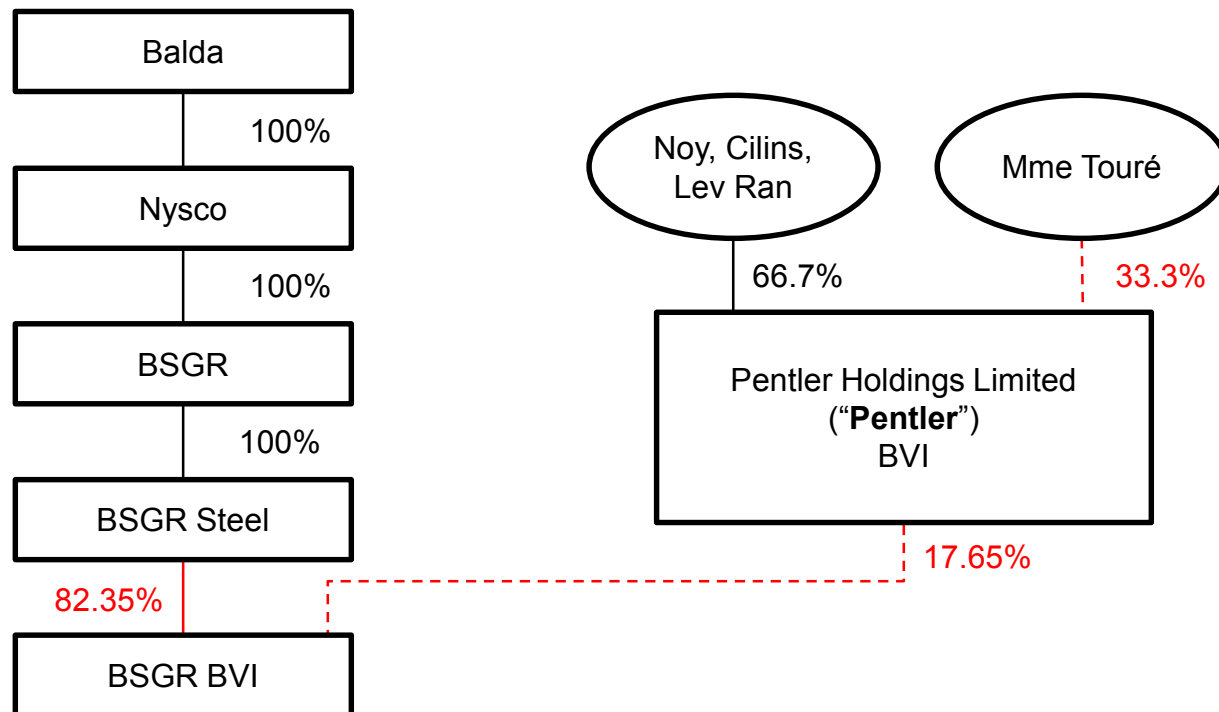 Balda
100%
Nysco
100%
BSGR
100%
BSGR Steel
82.35%
BSGR BVI
Noy, Cilins,
Lev Ran
66.7%
Mme Touré
33.3%
Pentler Holdings Limited
(“Pentler”)
BVI
17.65%